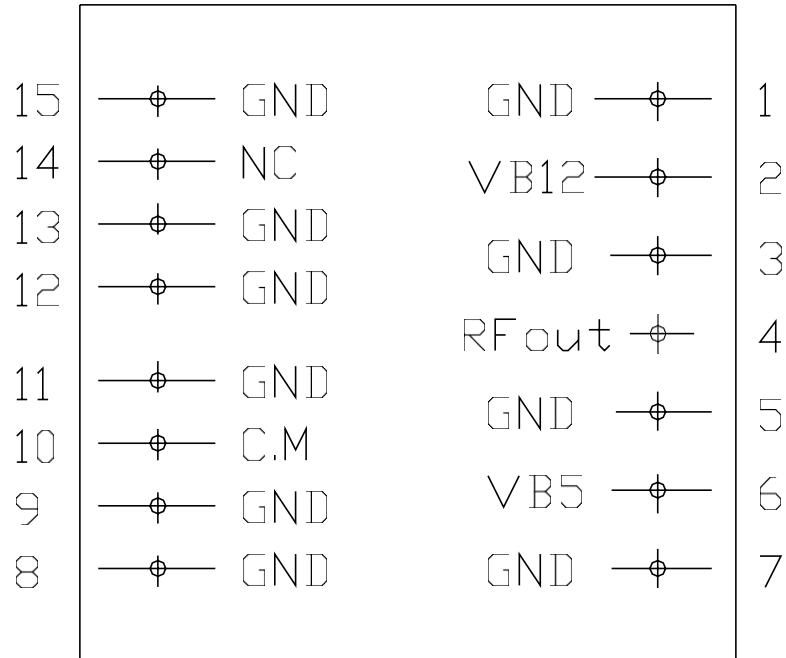 15 GND GND 1
14 NC VB12 2
13 GND GND 3
12 GND RFout 4
11 GND GND 5
10 C.M VB5 6
9 GND GND 7
8 GND